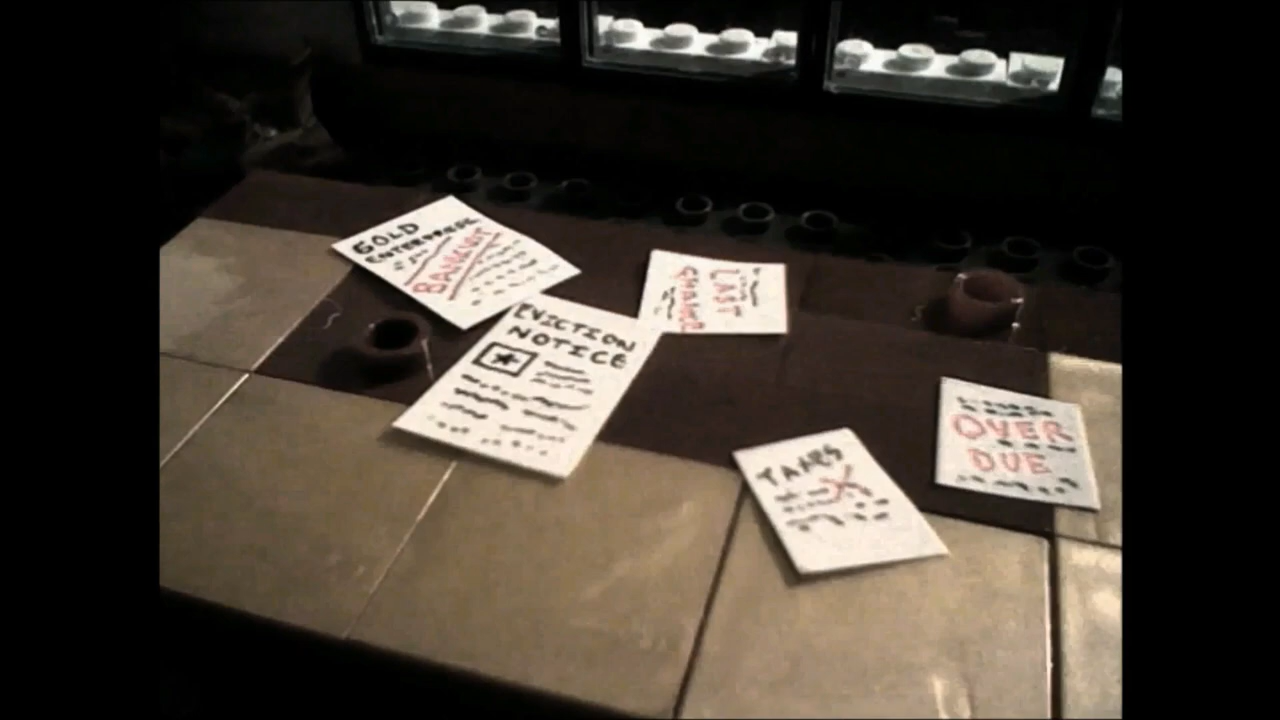 GOLD
ENTERPRISE
BANKRUPT
EVICTION
NOTICE
LAST
CHANCE
TAXES
OVER
DUE